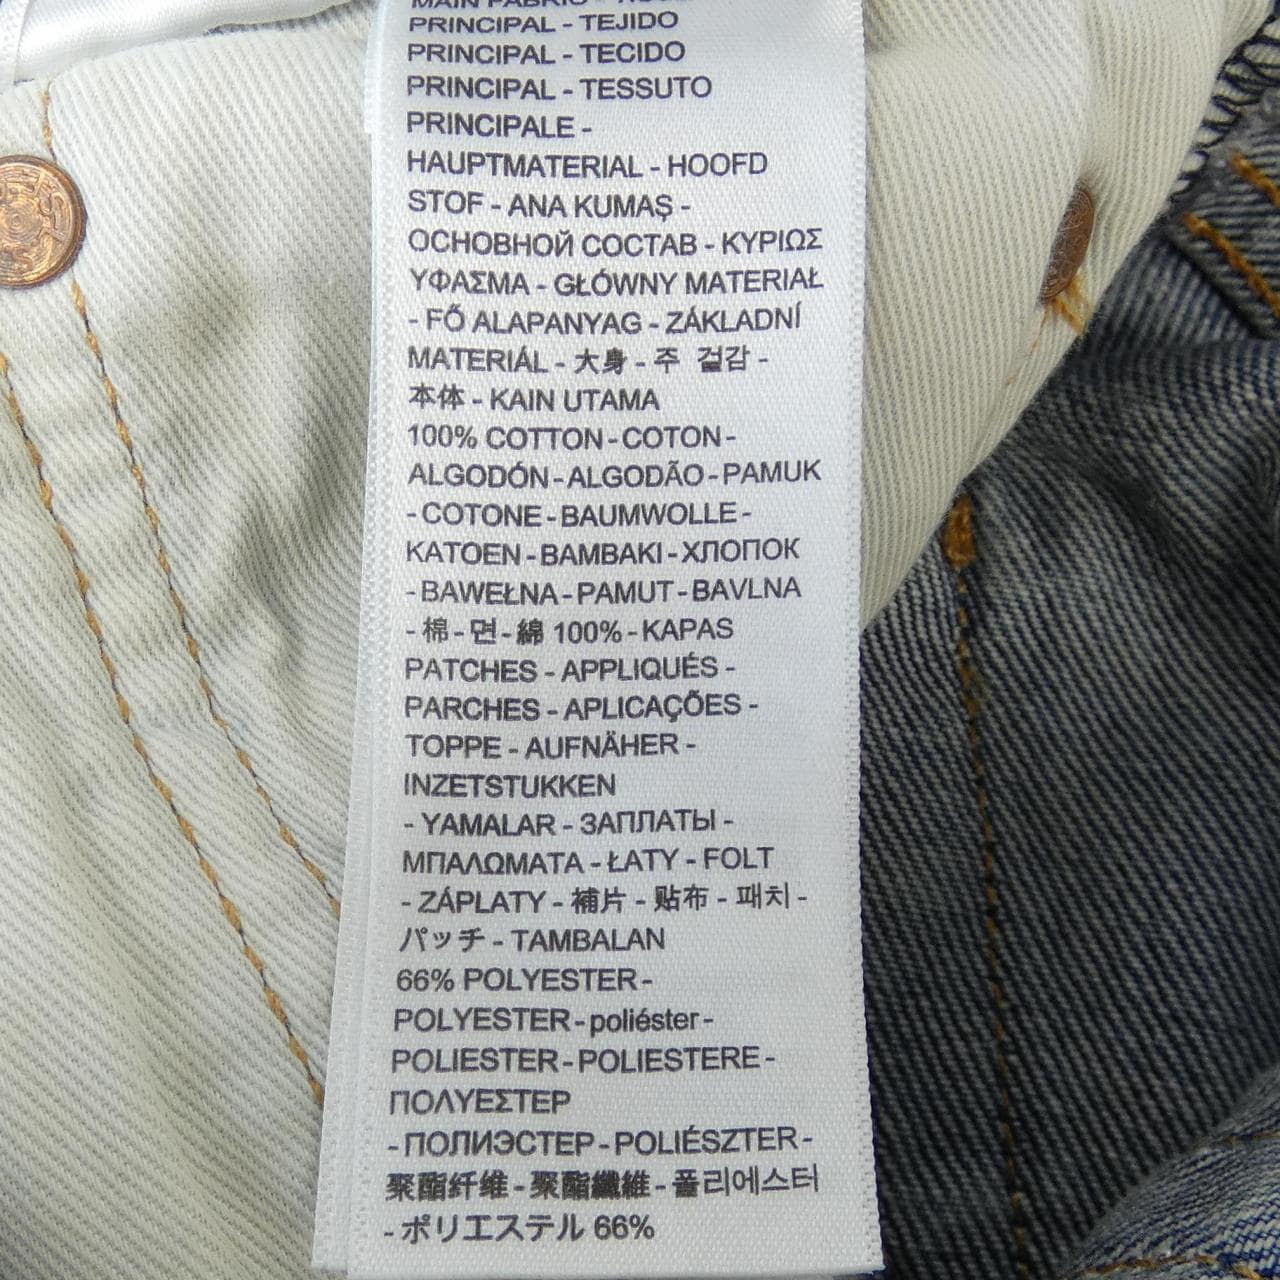 PRINCIPAL - TEJIDO
PRINCIPAL - TECIDO
PRINCIPAL - TESSUTO
PRINCIPALE -
HAUPTMATERIAL - HOOFD
STOF - ANA KUMAŞ -
ОСНОВНОЙ СОСТАВ - ΚΥΡΙΩΣ
ΥΦΑΣΜΑ - GŁÓWNY MATERIAŁ
- FŐ ALAPANYAG - ZÁKLADNÍ
MATERIÁL - 大身 - 주 겉감 -
本体 - KAIN UTAMA
100% COTTON - COTON -
ALGODÓN - ALGODÃO - PAMUK
- COTONE - BAUMWOLLE -
KATOEN - BAMBAKI - ХЛОПОК
- BAWEŁNA - PAMUT - BAVLNA
- 棉 - 면 - 綿 100% - KAPAS
PATCHES - APPLIQUÉS -
PARCHES - APLICAÇÕES -
TOPPE - AUFNÄHER -
INZETSTUKKEN
- YAMALAR - ЗАПЛАТЫ -
ΜΠΑΛΩΜΑΤΑ - ŁATY - FOLT
- ZÁPLATY - 補片 - 贴布 - 패치 -
パッチ - TAMBALAN
66% POLYESTER -
POLYESTER - poliéster -
POLIESTER - POLIESTERE -
ΠΟΛΥΕΣΤΕΡ
- ПОЛИЭСТЕР - POLIÉSZTER -
聚酯纤维 - 聚酯纖維 - 폴리에스터
- ポリエステル 66%